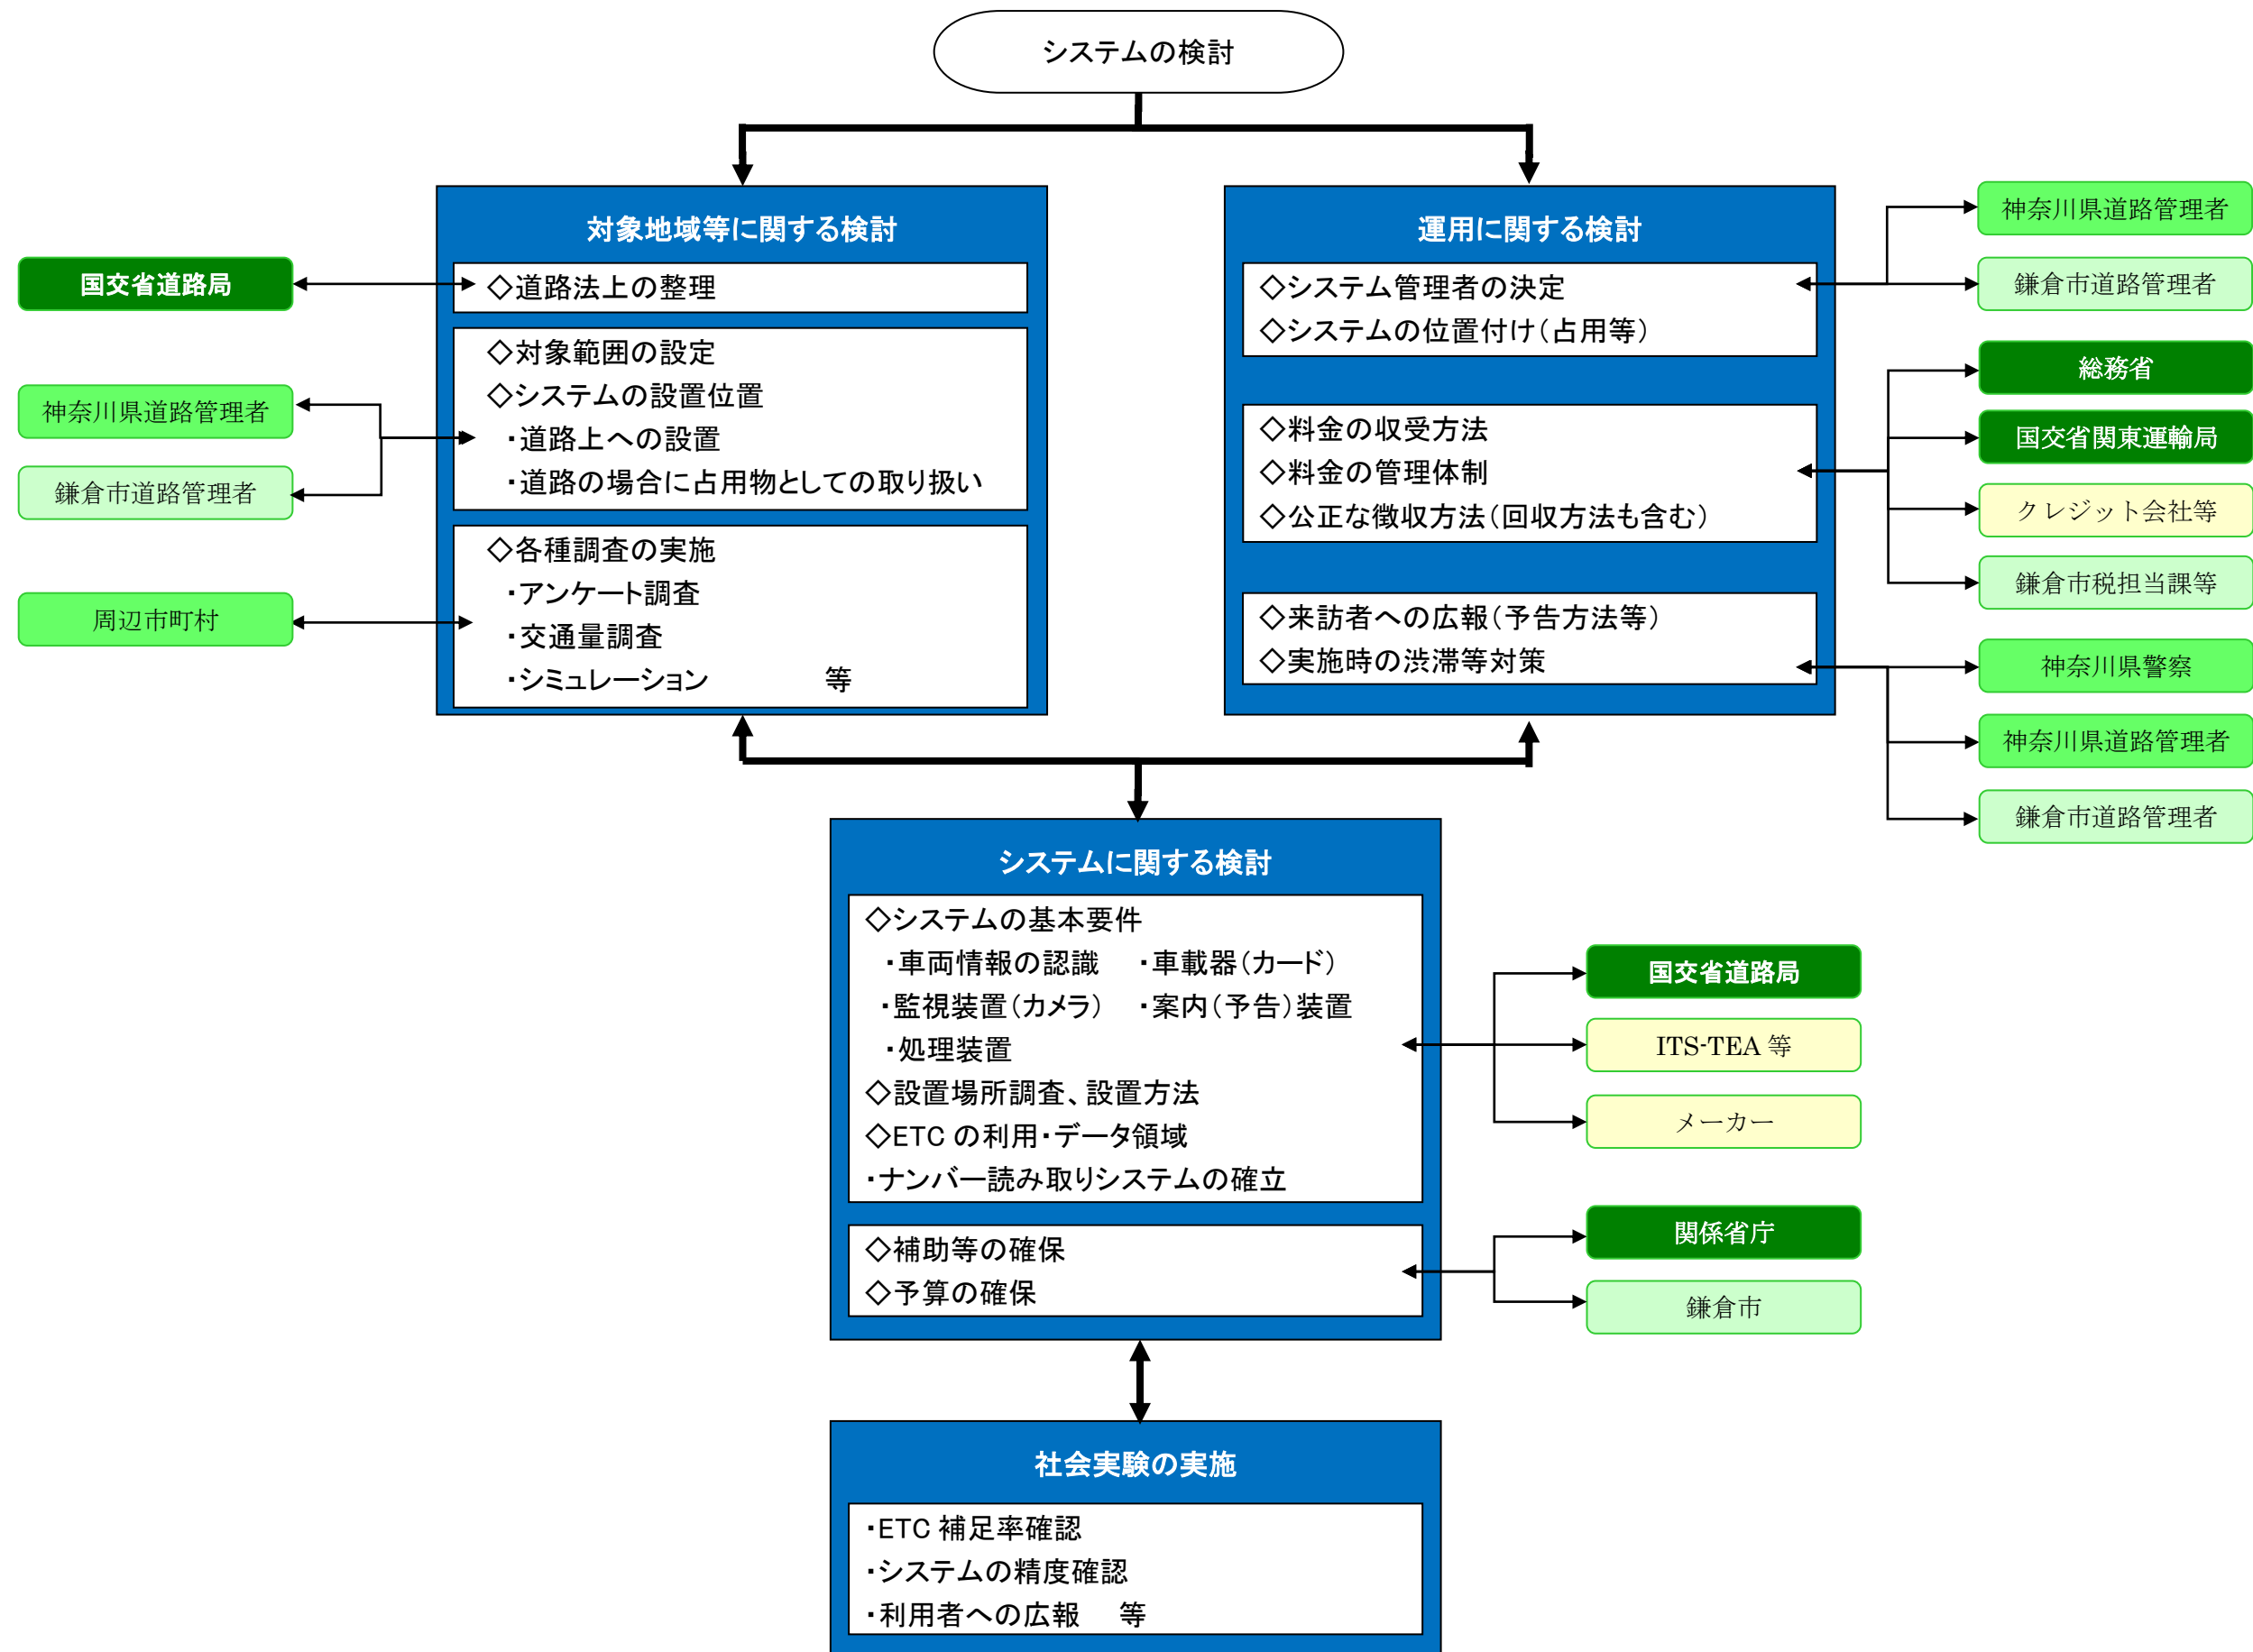 システムの検討
対象地域等に関する検討
国交省道路局
◇道路法上の整理
神奈川県道路管理者
鎌倉市道路管理者
◇対象範囲の設定
◇システムの設置位置
・道路上への設置
・道路の場合に占用物としての取り扱い
周辺市町村
◇各種調査の実施
・アンケート調査
・交通量調査
・シミュレーション 等
運用に関する検討
◇システム管理者の決定
◇システムの位置付け（占用等）
神奈川県道路管理者
鎌倉市道路管理者
◇料金の収受方法
◇料金の管理体制
◇公正な徴収方法（回収方法も含む）
総務省
国交省関東運輸局
クレジット会社等
鎌倉市税担当課等
◇来訪者への広報（予告方法等）
◇実施時の渋滞等対策
神奈川県警察
神奈川県道路管理者
鎌倉市道路管理者
システムに関する検討
◇システムの基本要件
・車両情報の認識 ・車載器（カード）
・監視装置（カメラ） ・案内（予告）装置
・処理装置
◇設置場所調査、設置方法
◇ETC の利用・データ領域
・ナンバー読み取りシステムの確立
国交省道路局
ITS-TEA 等
メーカー
◇補助等の確保
◇予算の確保
関係省庁
鎌倉市
社会実験の実施
・ETC 補足率確認
・システムの精度確認
・利用者への広報 等